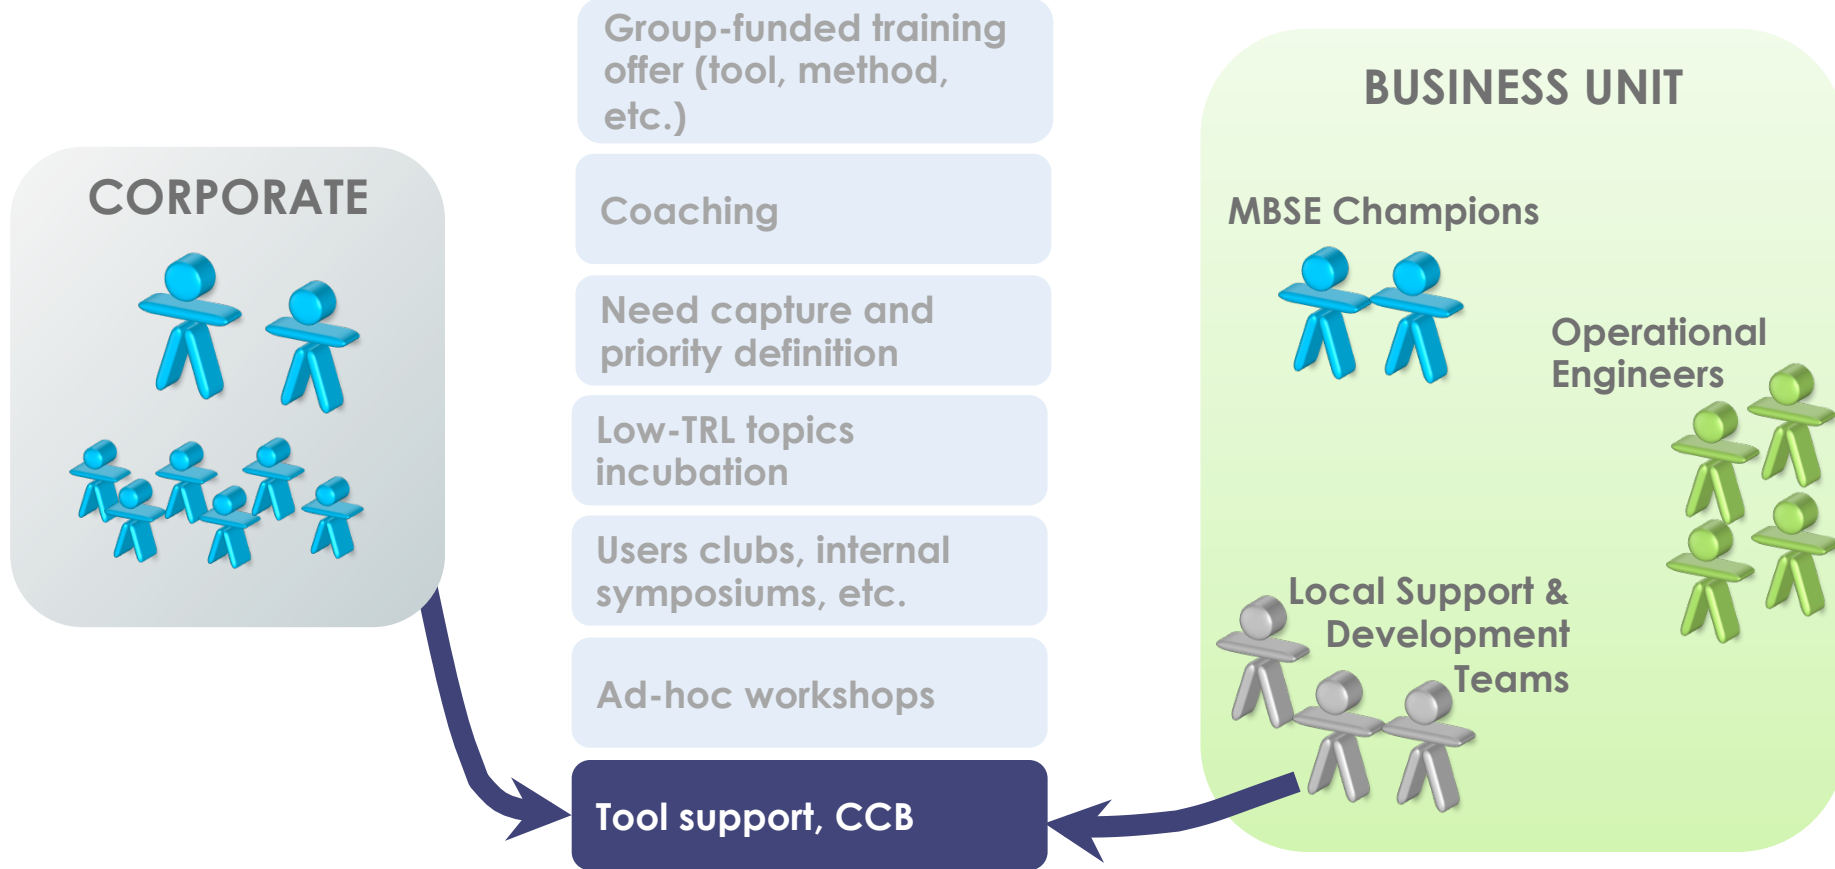 CORPORATE
Group-funded training
offer (tool, method,
etc.)
Coaching
Need capture and
priority definition
Low-TRL topics
incubation
Users clubs, internal
symposiums, etc.
Ad-hoc workshops
Tool support, CCB
BUSINESS UNIT
MBSE Champions
Operational
Engineers
Local Support &
Development
Teams